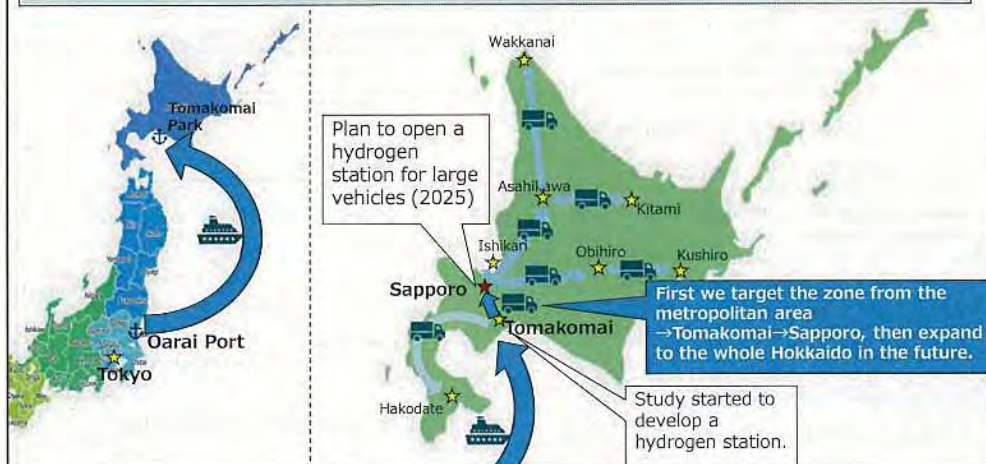 Tomakomai
Park
Oarai Port
Tokyo
Wakkanai
Plan to open a
hydrogen
station for large
vehicles (2025)
Asahikawa
Kitami
Ishikari
Obihiro
Kushiro
Sapporo
Tomakomai
First we target the zone from the
metropolitan area
→Tomakomai→Sapporo, then expand
to the whole Hokkaido in the future.
Hakodate
Study started to
develop a
hydrogen station.